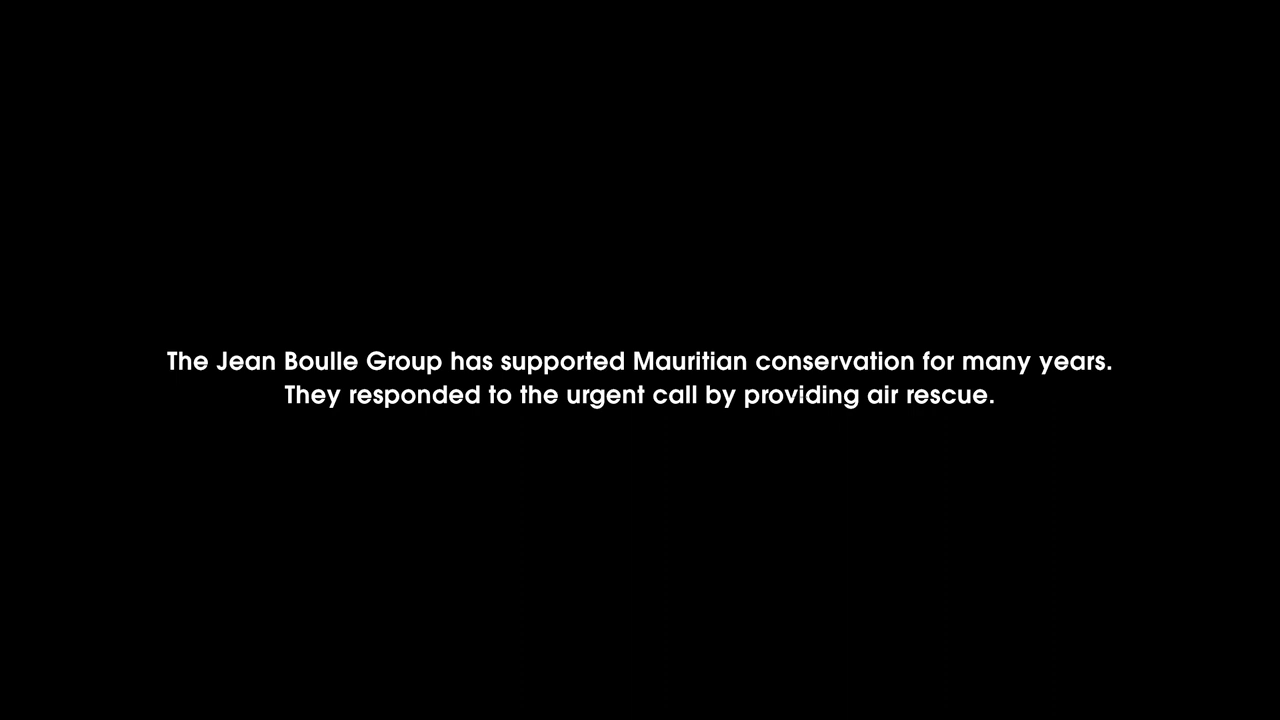 The Jean Boulle Group has supported Mauritian conservation for many years.
They responded to the urgent call by providing air rescue.